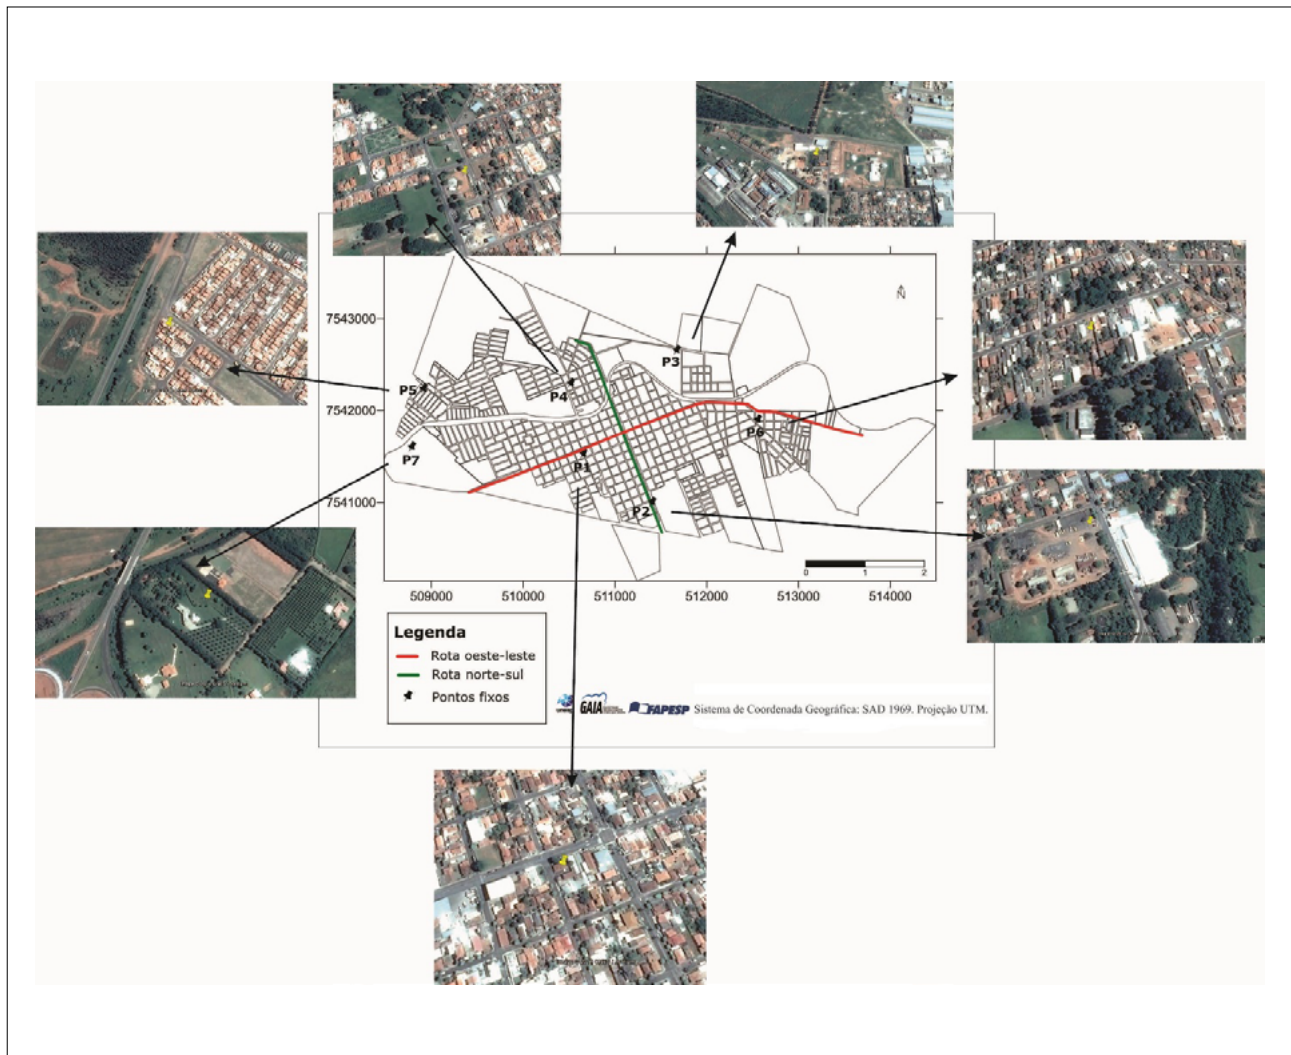 N
7543000
7542000
7541000
P3
P4
P5
P6
P7
P1
P2
0 1 2
509000 510000 511000 512000 513000 514000
Legenda
Rota oeste-leste
Rota norte-sul
Pontos fixos
GAIA
FAPESP
Sistema de Coordenada Geográfica: SAD 1969. Projeção UTM.